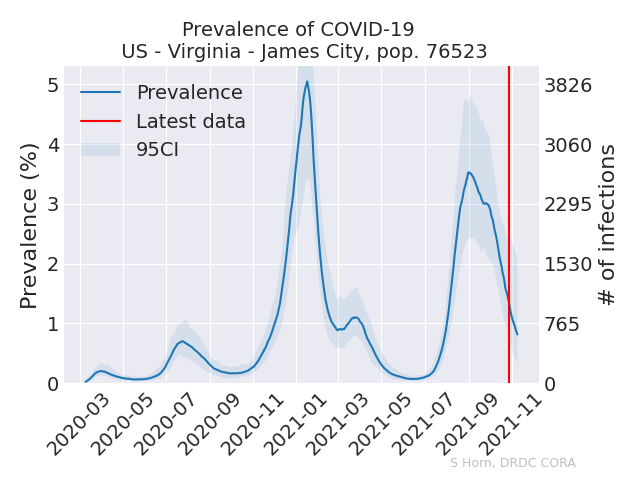 Prevalence of COVID-19
US - Virginia - James City, pop. 76523
Prevalence
Latest data
95CI
Prevalence (%)
5
4
3
2
1
0
# of infections
3826
3060
2295
1530
765
0
2020-03
2020-05
2020-07
2020-09
2020-11
2021-01
2021-03
2021-05
2021-07
2021-09
2021-11
S Horn, DRDC CORA